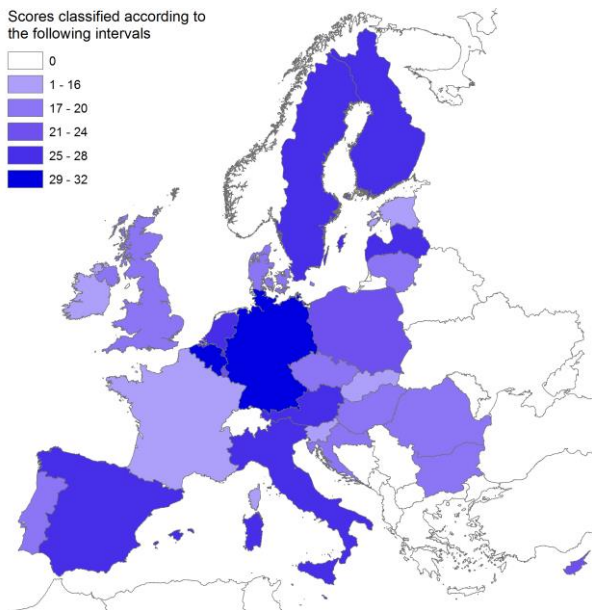 Scores classified according to
the following intervals
0
1 - 16
17 - 20
21 - 24
25 - 28
29 - 32